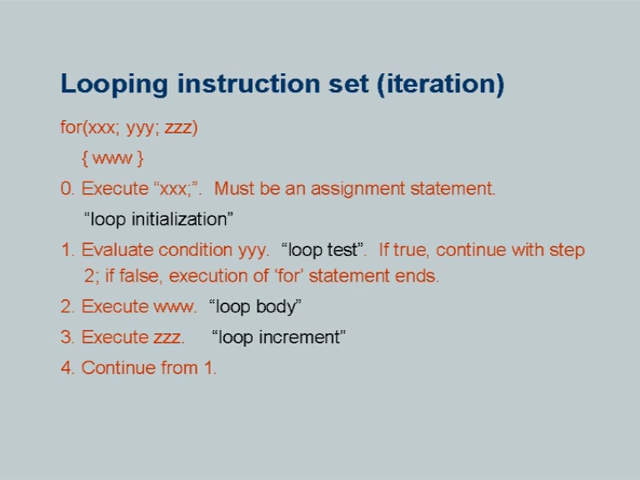 Looping instruction set (iteration)
for(xxx; yyy; zzz)
{ www }
0. Execute “xxx;”. Must be an assignment statement.
“loop initialization”
1. Evaluate condition yyy. “loop test”. If true, continue with step
2; if false, execution of ‘for’ statement ends.
2. Execute www. “loop body”
3. Execute zzz. “loop increment”
4. Continue from 1.